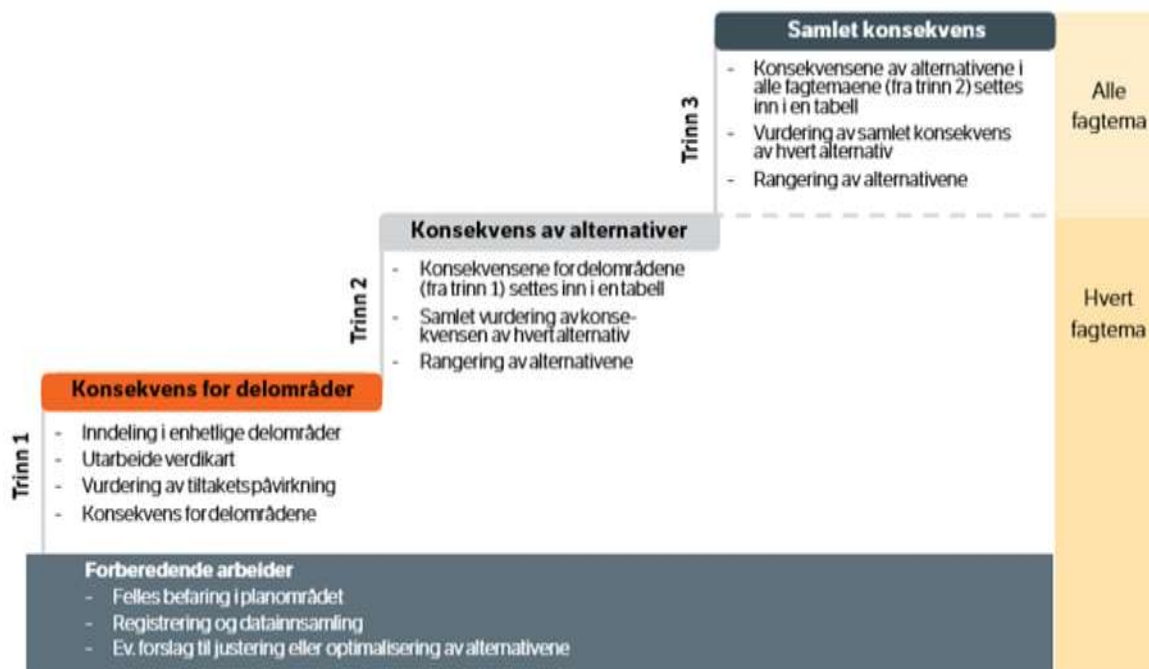 Samlet konsekvens
- Konsekvensene av alternativene i
alle fagtemaene (fra trinn 2) settes
inn i en tabell
- Vurdering av samlet konsekvens
av hvert alternativ
- Rangering av alternativene
Trinn 3
Alle
fagtema
Konsekvens av alternativer
- Konsekvensene for delområdene
(fra trinn 1) settes inn i en tabell
- Samlet vurdering av konse-
kvensen av hvert alternativ
- Rangering av alternativene
Trinn 2
Hvert
fagtema
Konsekvens for delområder
- Inndeling i enhetlige delområder
- Utarbeide verdikart
- Vurdering av tiltakets påvirkning
- Konsekvens for delområdene
Trinn 1
Forberedende arbeider
- Felles befaring i planområdet
- Registrering og datainnsamling
- Ev. forslag til justering eller optimalisering av alternativene